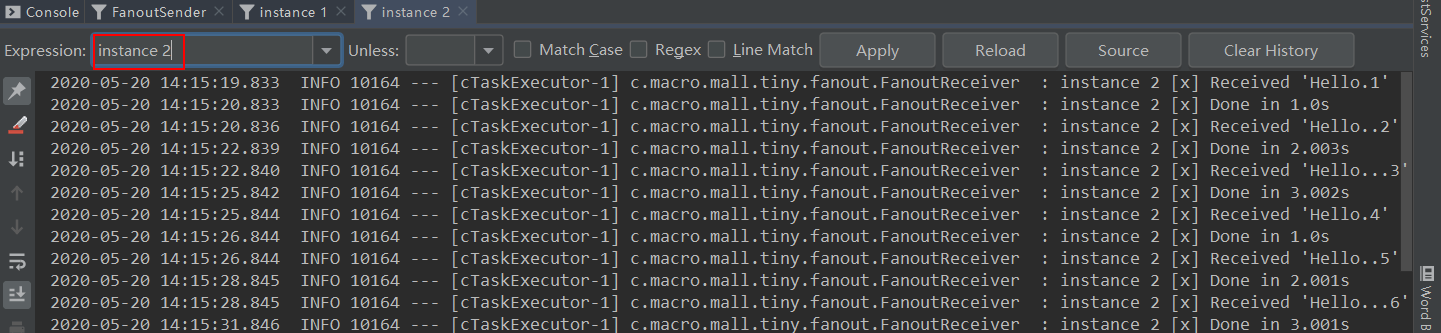 Console FanoutSender instance 1 instance 2
Expression: instance 2 Unless: Match Case Regex Line Match Apply Reload Source Clear History
2020-05-20 14:15:19.833  INFO 10164 --- [cTaskExecutor-1] c.macro.mall.tiny.fanout.FanoutReceiver  : instance 2 [x] Received 'Hello.1'
2020-05-20 14:15:20.833  INFO 10164 --- [cTaskExecutor-1] c.macro.mall.tiny.fanout.FanoutReceiver  : instance 2 [x] Done in 1.0s
2020-05-20 14:15:20.836  INFO 10164 --- [cTaskExecutor-1] c.macro.mall.tiny.fanout.FanoutReceiver  : instance 2 [x] Received 'Hello..2'
2020-05-20 14:15:22.839  INFO 10164 --- [cTaskExecutor-1] c.macro.mall.tiny.fanout.FanoutReceiver  : instance 2 [x] Done in 2.003s
2020-05-20 14:15:22.840  INFO 10164 --- [cTaskExecutor-1] c.macro.mall.tiny.fanout.FanoutReceiver  : instance 2 [x] Received 'Hello...3'
2020-05-20 14:15:25.842  INFO 10164 --- [cTaskExecutor-1] c.macro.mall.tiny.fanout.FanoutReceiver  : instance 2 [x] Done in 3.002s
2020-05-20 14:15:25.844  INFO 10164 --- [cTaskExecutor-1] c.macro.mall.tiny.fanout.FanoutReceiver  : instance 2 [x] Received 'Hello.4'
2020-05-20 14:15:26.844  INFO 10164 --- [cTaskExecutor-1] c.macro.mall.tiny.fanout.FanoutReceiver  : instance 2 [x] Done in 1.0s
2020-05-20 14:15:26.844  INFO 10164 --- [cTaskExecutor-1] c.macro.mall.tiny.fanout.FanoutReceiver  : instance 2 [x] Received 'Hello..5'
2020-05-20 14:15:28.845  INFO 10164 --- [cTaskExecutor-1] c.macro.mall.tiny.fanout.FanoutReceiver  : instance 2 [x] Done in 2.001s
2020-05-20 14:15:28.845  INFO 10164 --- [cTaskExecutor-1] c.macro.mall.tiny.fanout.FanoutReceiver  : instance 2 [x] Received 'Hello...6'
2020-05-20 14:15:31.846  INFO 10164 --- [cTaskExecutor-1] c.macro.mall.tiny.fanout.FanoutReceiver  : instance 2 [x] Done in 3.001s
stServices
Word B